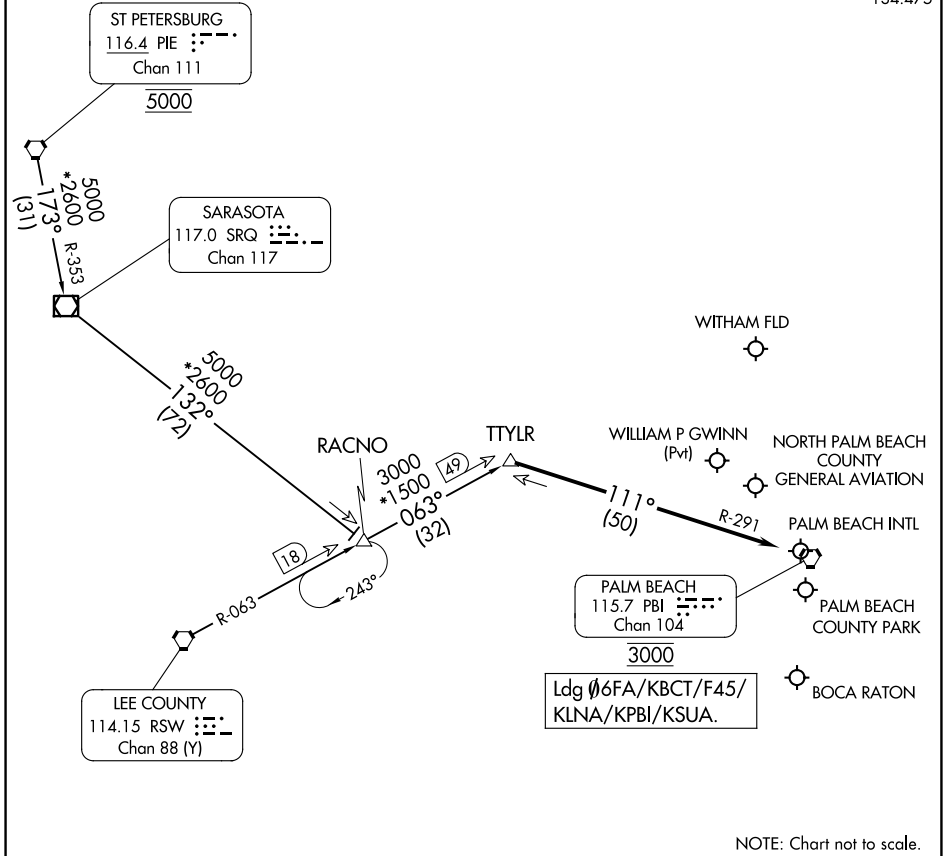 ST PETERSBURG
116.4 PIE
Chan 111
5000
5000
*2600
173°
(31)
R-353
SARASOTA
117.0 SRQ
Chan 117
5000
*2600
132°
(72)
WITHAM FLD
RACNO
TTYLR
WILLIAM P GWINN
(Pvt)
NORTH PALM BEACH
COUNTY
GENERAL AVIATION
3000
*1500
063°
(32)
49
111°
(50)
R-291
PALM BEACH INTL
18
243°
R-063
PALM BEACH
115.7 PBI
Chan 104
3000
PALM BEACH
COUNTY PARK
Ldg Ø6FA/KBCT/F45/
KLNA/KPBI/KSUA.
BOCA RATON
LEE COUNTY
114.15 RSW
Chan 88 (Y)
NOTE: Chart not to scale.